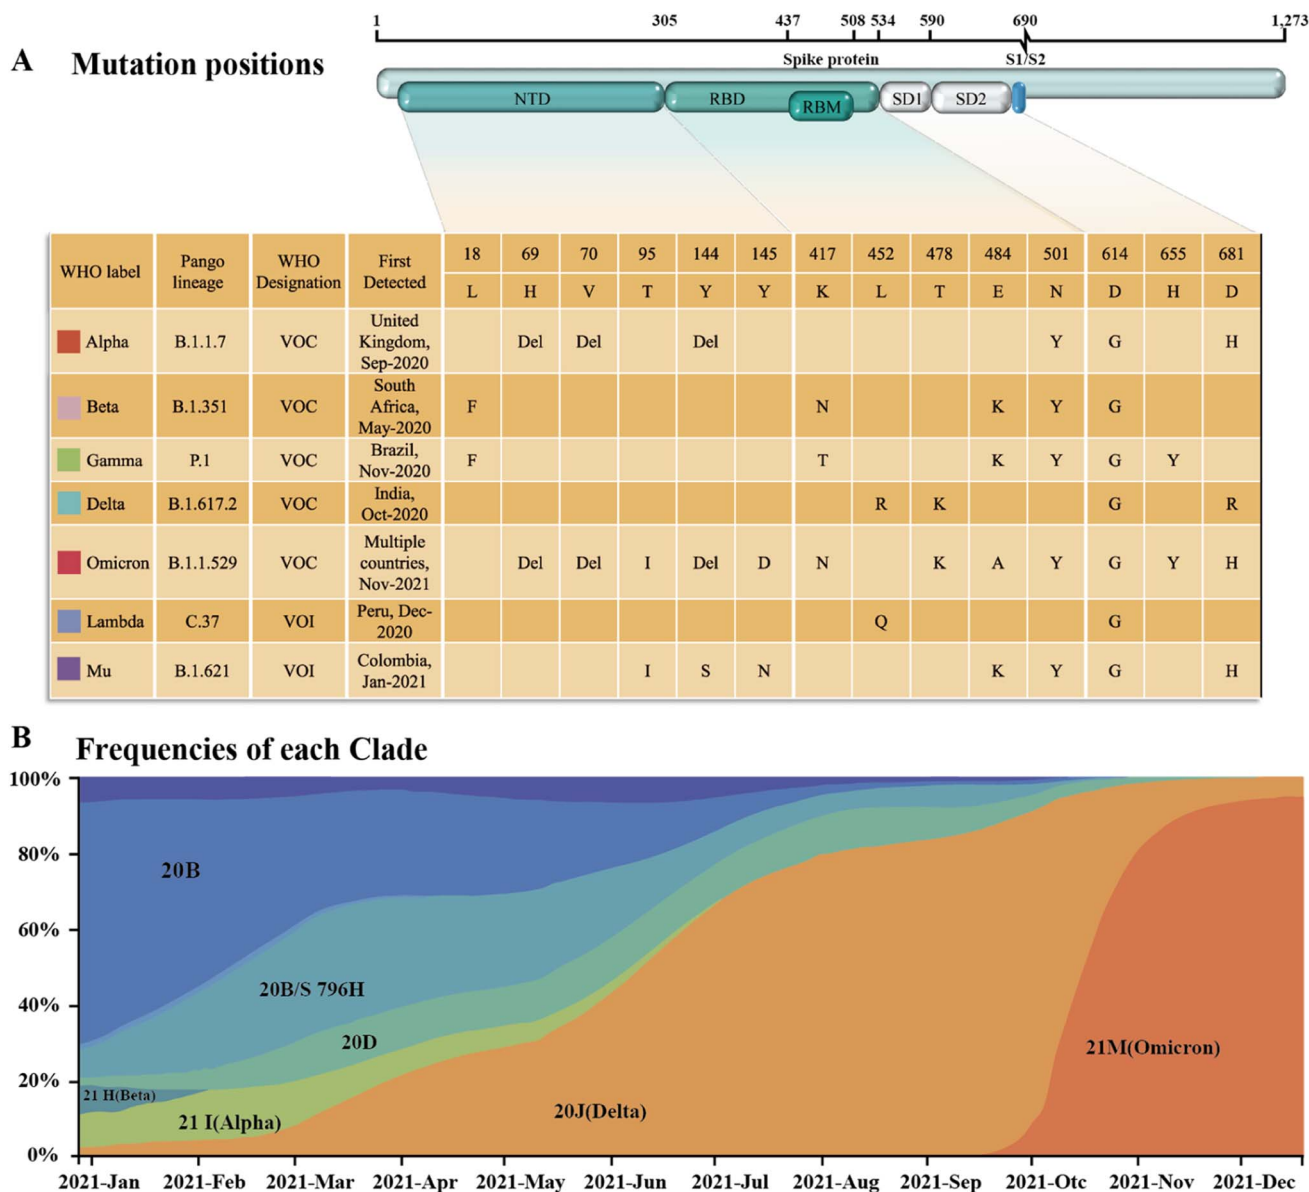 1 305 437 508 534 590 690 1,273
A Mutation positions
Spike protein S1/S2
NTD RBD RBM SD1 SD2
WHO label Pango lineage WHO Designation First Detected 18 69 70 95 144 145 417 452 478 484 501 614 655 681
L H V T Y Y K L T E N D H D
Alpha B.1.1.7 VOC United Kingdom, Sep-2020 Del Del Del Y G H
Beta B.1.351 VOC South Africa, May-2020 F N K Y G
Gamma P.1 VOC Brazil, Nov-2020 F T K Y G Y
Delta B.1.617.2 VOC India, Oct-2020 R K G R
Omicron B.1.1.529 VOC Multiple countries, Nov-2021 Del Del I Del D N K A Y G Y H
Lambda C.37 VOI Peru, Dec-2020 Q G
Mu B.1.621 VOI Colombia, Jan-2021 I S N K Y G H
B Frequencies of each Clade
100%
80%
60%
40%
20%
0%
20B
20B/S 796H
20D
21 H(Beta)
21 I(Alpha)
20J(Delta)
21M(Omicron)
2021-Jan 2021-Feb 2021-Mar 2021-Apr 2021-May 2021-Jun 2021-Jul 2021-Aug 2021-Sep 2021-Otc 2021-Nov 2021-Dec